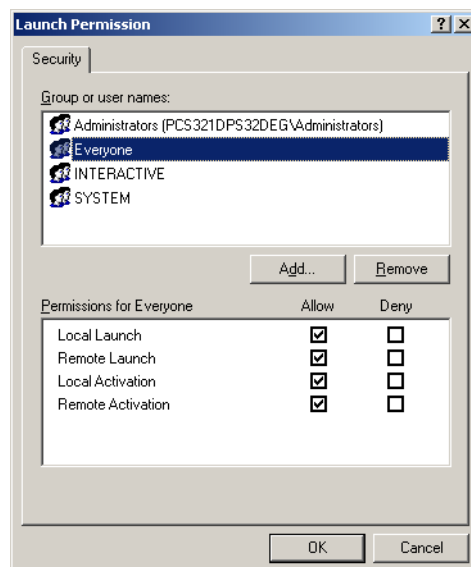 Launch Permission
Security
Group or user names:
Administrators (PCS321DPS32DEG\Administrators)
Everyone
INTERACTIVE
SYSTEM
Add... Remove
Permissions for Everyone Allow Deny
Local Launch
Remote Launch
Local Activation
Remote Activation
OK Cancel